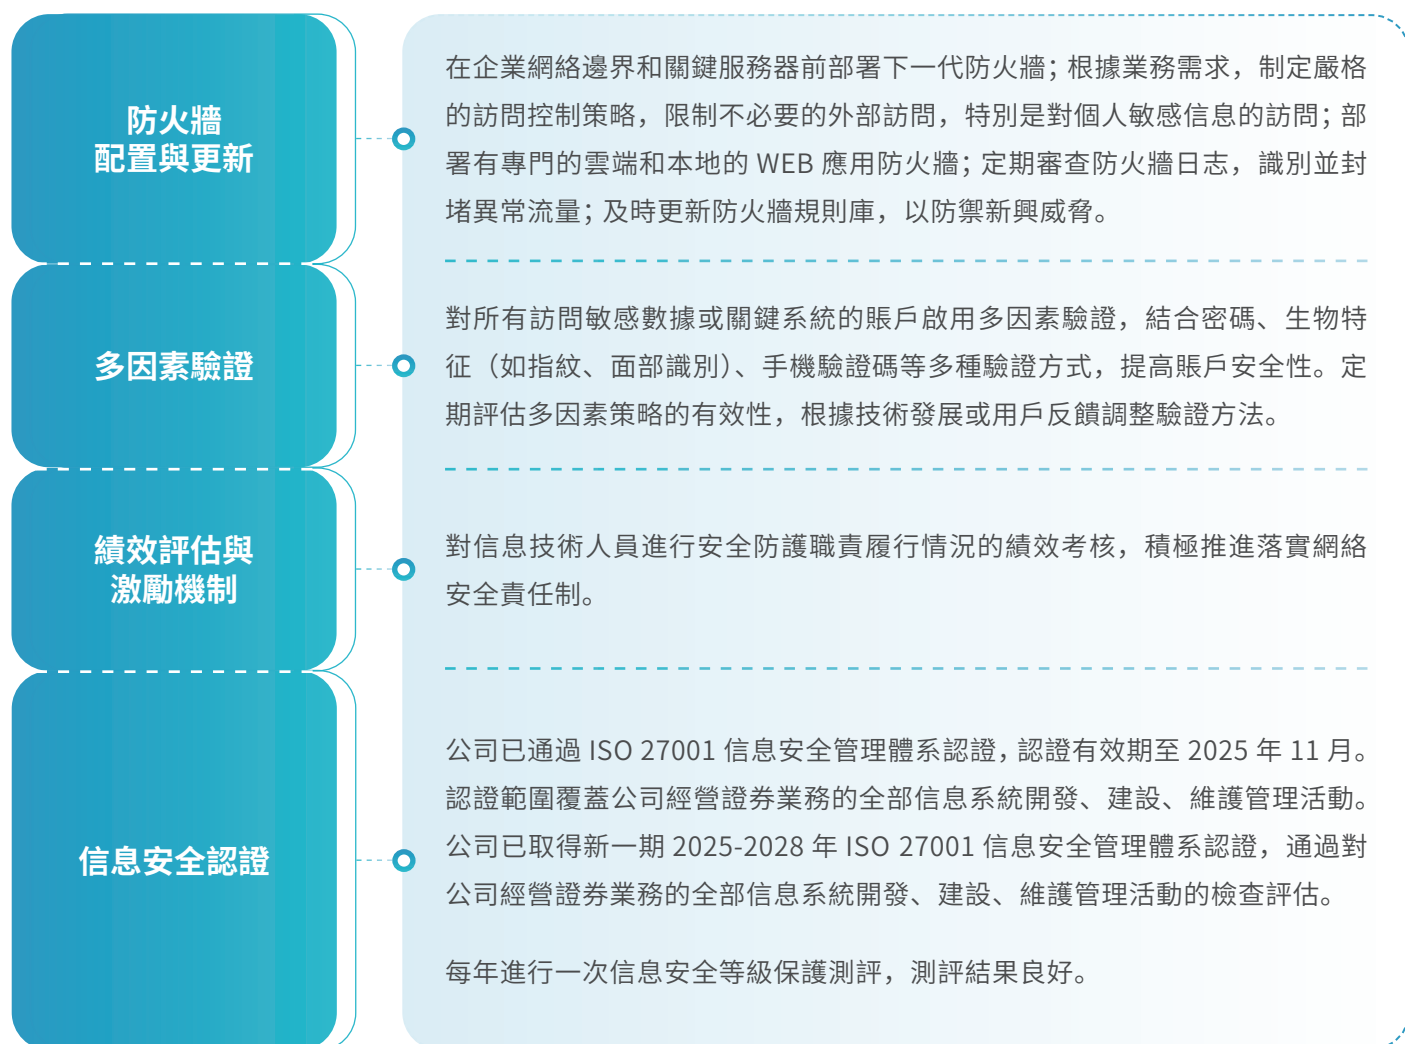 防火牆
配置與更新
在企業網絡邊界和關鍵服務器前部署下一代防火牆；根據業務需求，制定嚴格
的訪問控制策略，限制不必要的外部訪問，特別是對個人敏感信息的訪問；部
署有專門的雲端和本地的 WEB 應用防火牆；定期審查防火牆日志，識別並封
堵異常流量；及時更新防火牆規則庫，以防禦新興威脅。
多因素驗證
對所有訪問敏感數據或關鍵系統的賬戶啟用多因素驗證，結合密碼、生物特
征（如指紋、面部識別）、手機驗證碼等多種驗證方式，提高賬戶安全性。定
期評估多因素策略的有效性，根據技術發展或用戶反饋調整驗證方法。
績效評估與
激勵機制
對信息技術人員進行安全防護職責履行情況的績效考核，積極推進落實網絡
安全責任制。
信息安全認證
公司已通過 ISO 27001 信息安全管理體系認證，認證有效期至 2025 年 11 月。
認證範圍覆蓋公司經營證券業務的全部信息系統開發、建設、維護管理活動。
公司已取得新一期 2025-2028 年 ISO 27001 信息安全管理體系認證，通過對
公司經營證券業務的全部信息系統開發、建設、維護管理活動的檢查評估。
每年進行一次信息安全等級保護測評，測評結果良好。